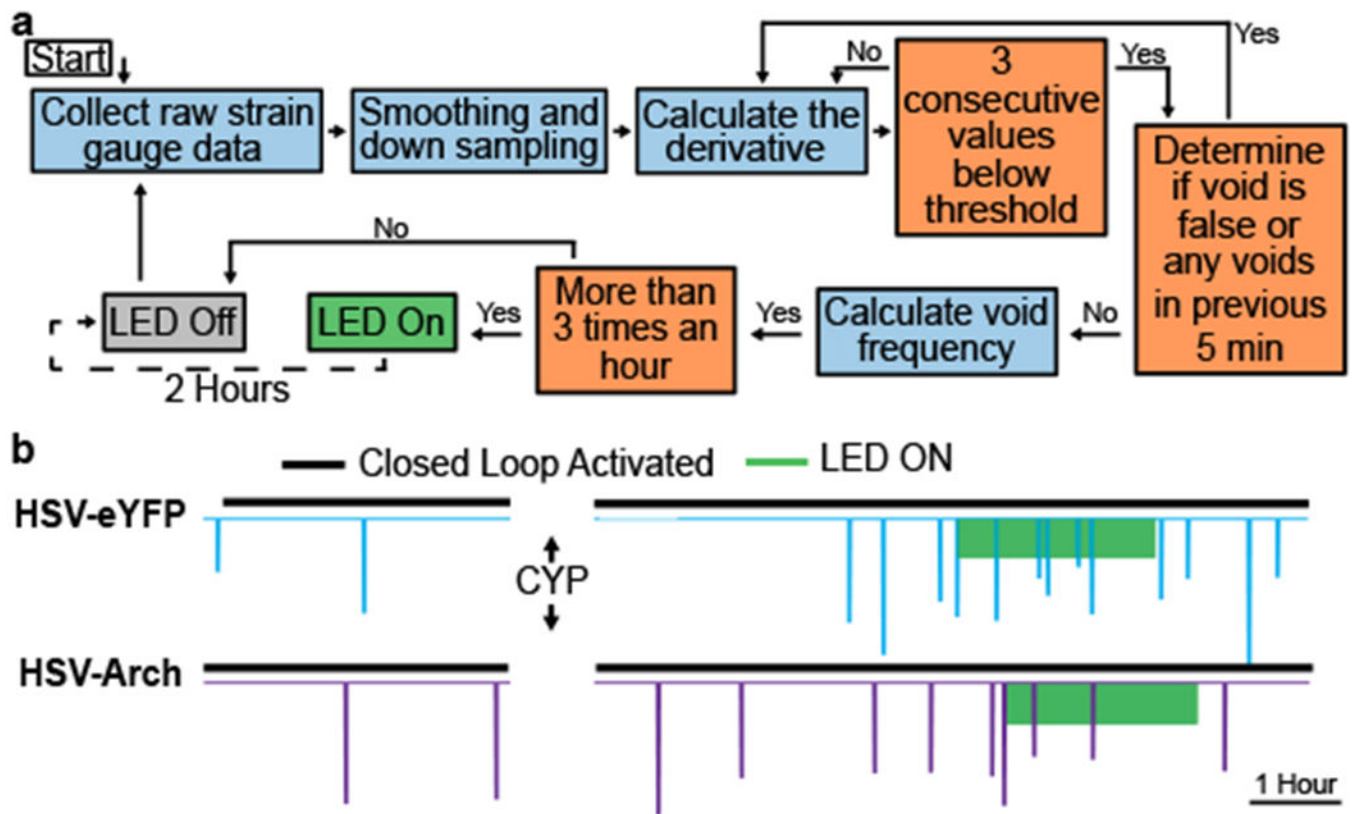 a
Start
Collect raw strain
gauge data
Smoothing and
down sampling
Calculate the
derivative
No
3
consecutive
values
below
threshold
Yes
Yes
Determine
if void is
false or
any voids
in previous
5 min
No
Calculate void
frequency
Yes
More than
3 times an
hour
No
Yes
LED On
LED Off
2 Hours
b
Closed Loop Activated
LED ON
HSV-eYFP
CYP
HSV-Arch
1 Hour